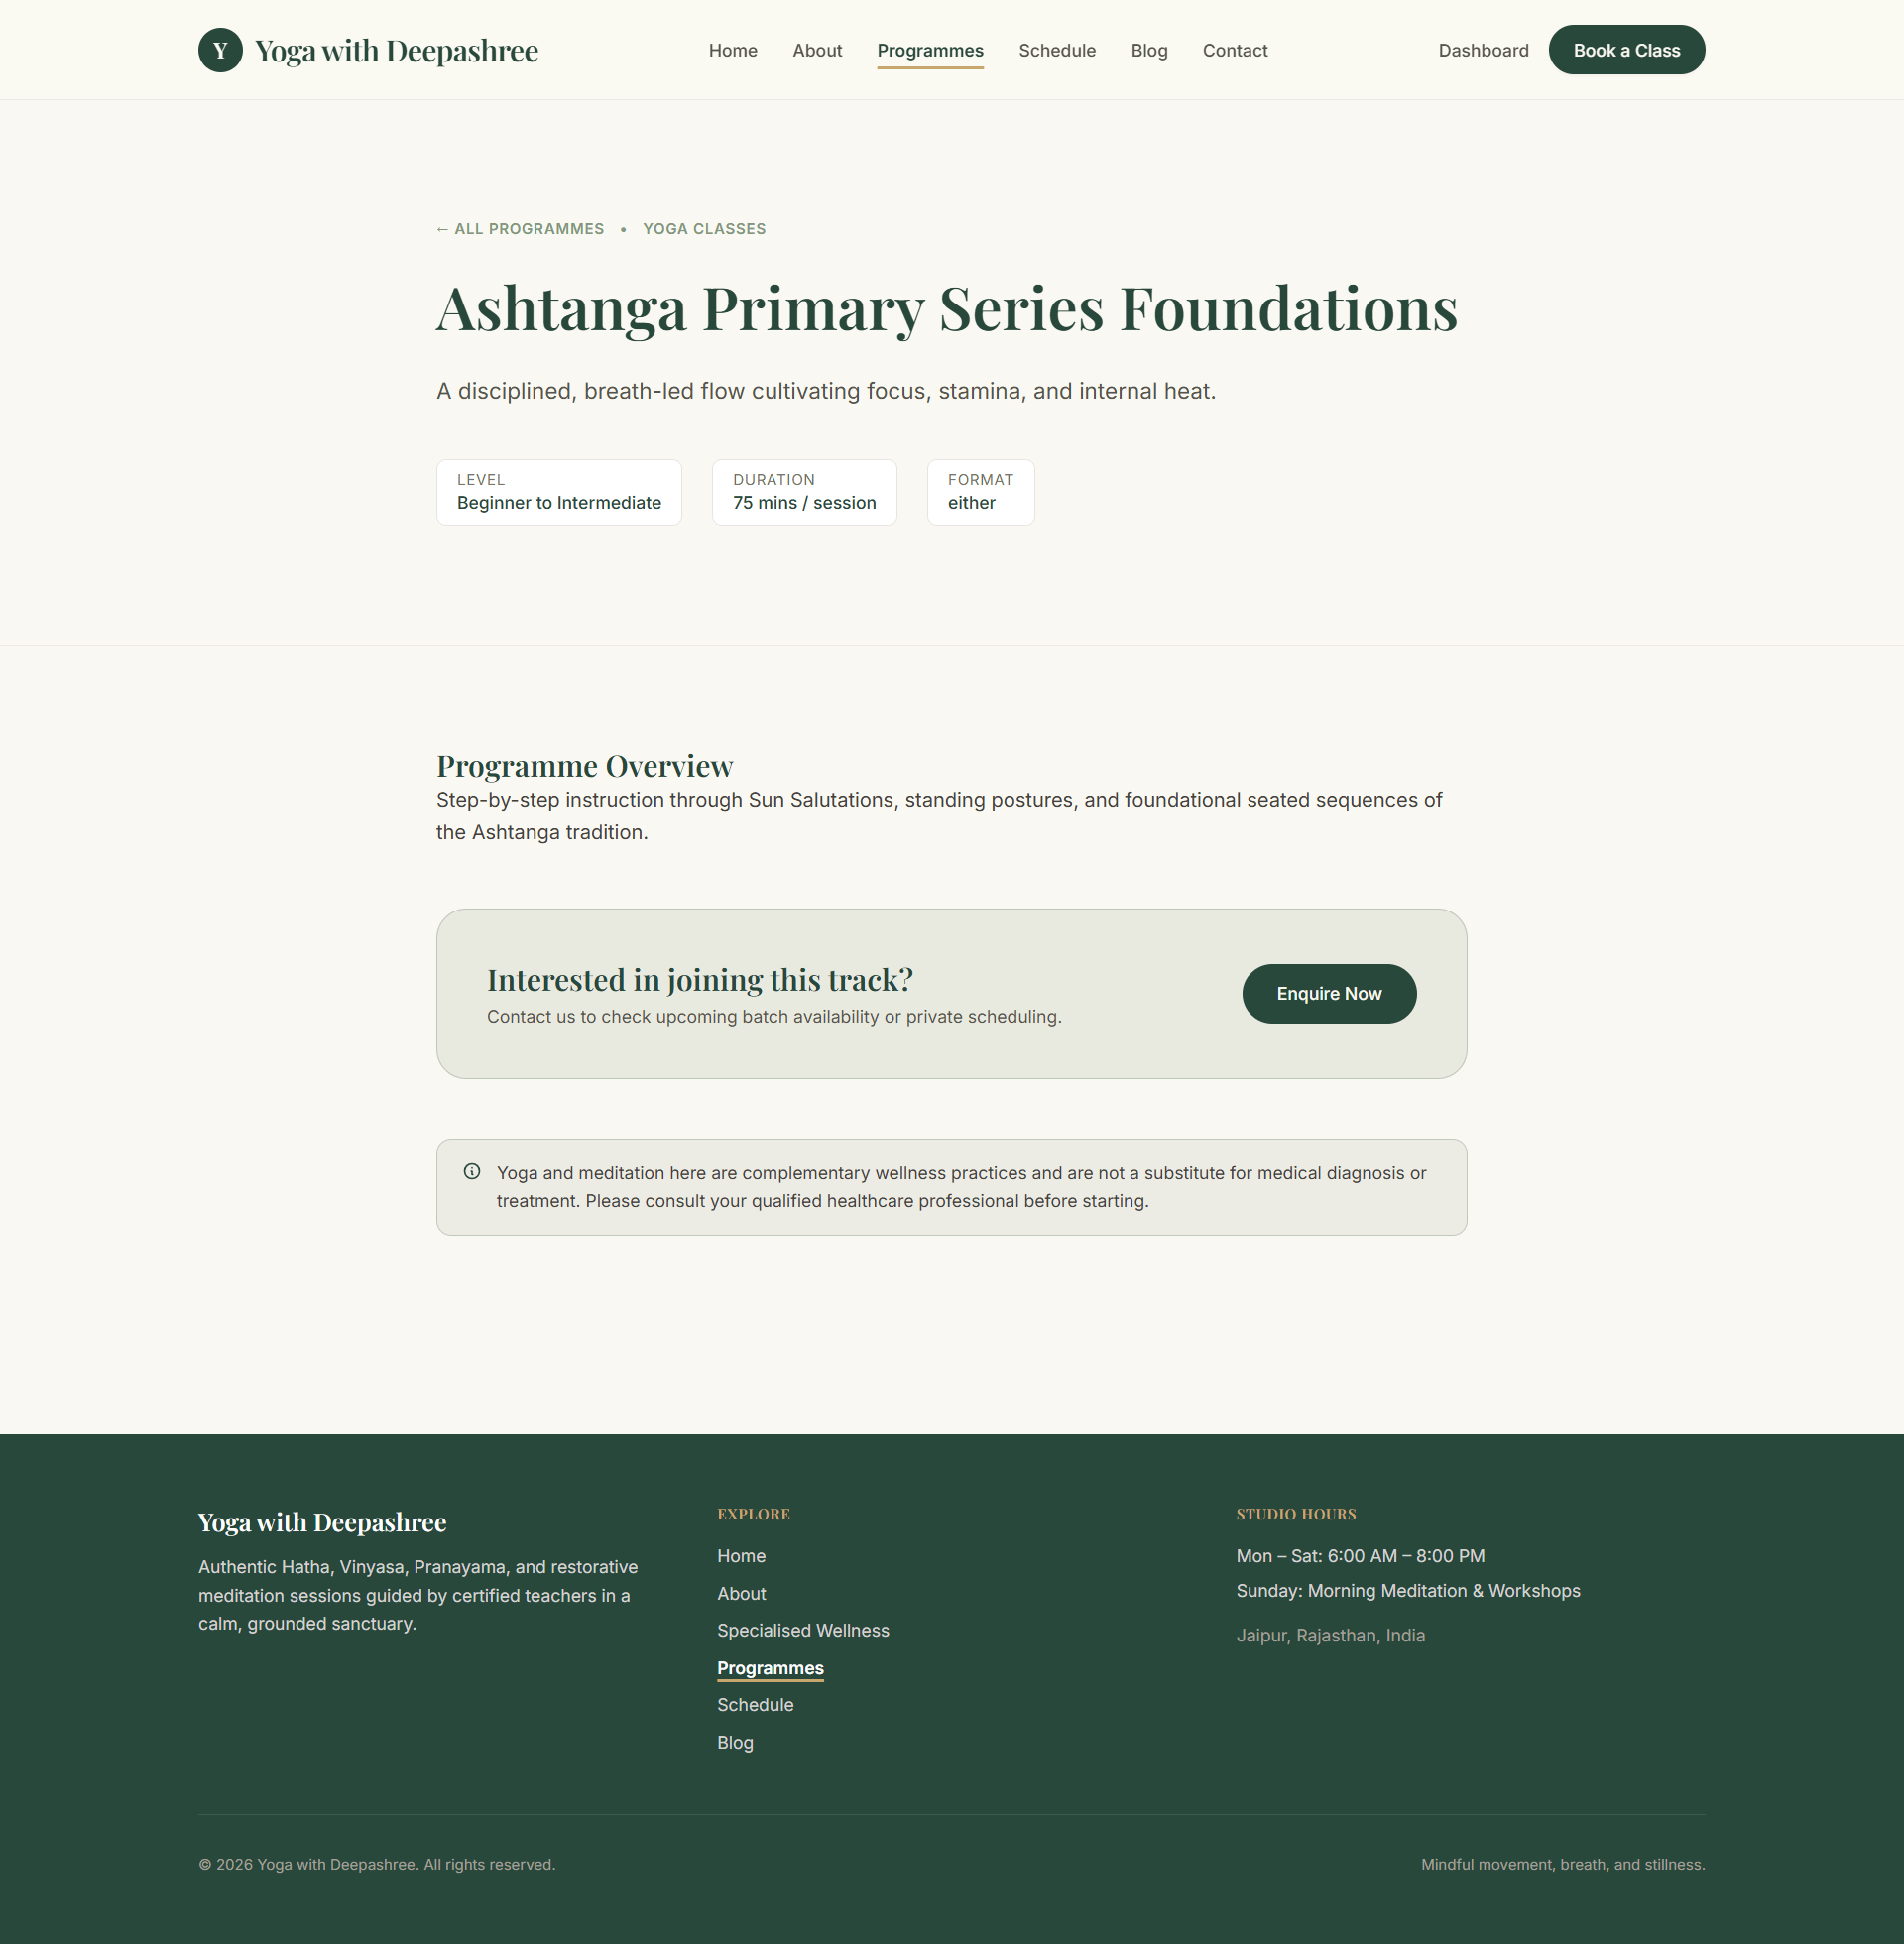 Y Yoga with Deepashree
Home About Programmes Schedule Blog Contact
Dashboard Book a Class
← ALL PROGRAMMES • YOGA CLASSES
Ashtanga Primary Series Foundations
A disciplined, breath-led flow cultivating focus, stamina, and internal heat.
LEVEL
Beginner to Intermediate
DURATION
75 mins / session
FORMAT
either
Programme Overview
Step-by-step instruction through Sun Salutations, standing postures, and foundational seated sequences of
the Ashtanga tradition.
Interested in joining this track?
Contact us to check upcoming batch availability or private scheduling.
Enquire Now
Yoga and meditation here are complementary wellness practices and are not a substitute for medical diagnosis or
treatment. Please consult your qualified healthcare professional before starting.
Yoga with Deepashree
Authentic Hatha, Vinyasa, Pranayama, and restorative
meditation sessions guided by certified teachers in a
calm, grounded sanctuary.
EXPLORE
Home
About
Specialised Wellness
Programmes
Schedule
Blog
STUDIO HOURS
Mon – Sat: 6:00 AM – 8:00 PM
Sunday: Morning Meditation & Workshops
Jaipur, Rajasthan, India
© 2026 Yoga with Deepashree. All rights reserved.
Mindful movement, breath, and stillness.